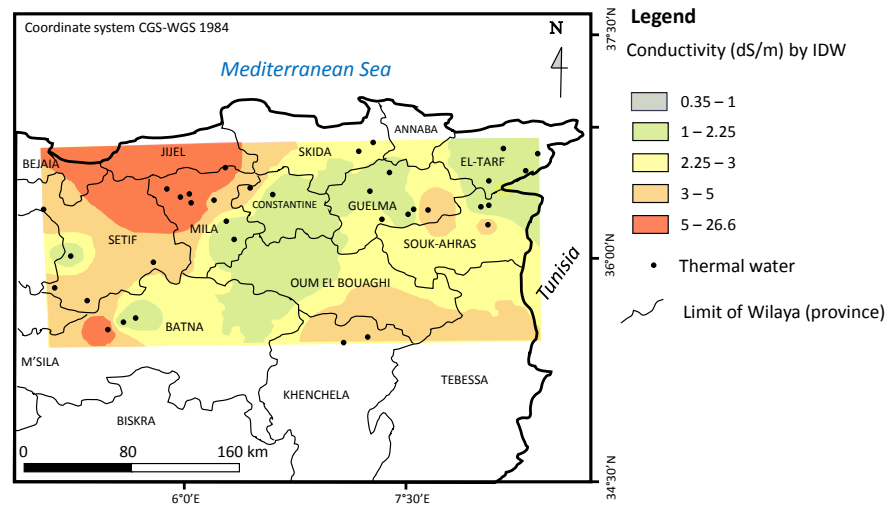 Coordinate system CGS-WGS 1984
N
Mediterranean Sea
ANNABA
JIJEL
SKIDA
BEJAIA
EL-TARF
CONSTANTINE
GUELMA
MILA
SETIF
SOUK-AHRAS
Tunisia
OUM EL BOUAGHI
BATNA
M'SILA
TEBESSA
KHENCHELA
BISKRA
0 80 160 km
6°0'E 7°30'E
37°30'N
36°00'N
34°30'N
Legend
Conductivity (dS/m) by IDW
0.35 – 1
1 – 2.25
2.25 – 3
3 – 5
5 – 26.6
Thermal water
Limit of Wilaya (province)